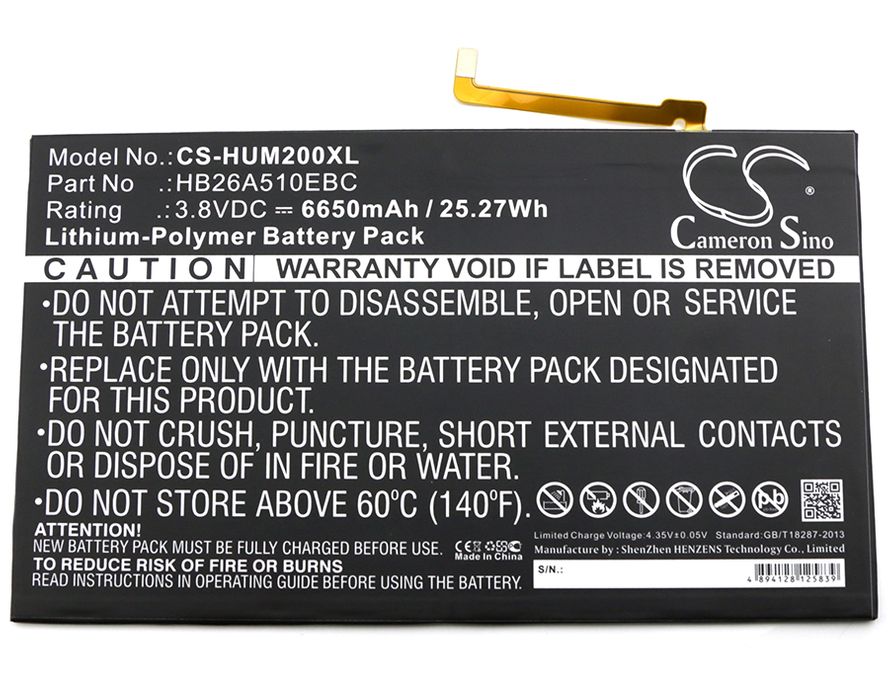 Model No.: CS-HUM200XL
Part No .: HB26A510EBC
Rating .: 3.8VDC ⎓ 6650mAh / 25.27Wh
Lithium-Polymer Battery Pack
CS ®
Cameron Sino
CAUTION WARRANTY VOID IF LABEL IS REMOVED
•DO NOT ATTEMPT TO DISASSEMBLE, OPEN OR SERVICE
THE BATTERY PACK.
•REPLACE ONLY WITH THE BATTERY PACK DESIGNATED
FOR THIS PRODUCT.
•DO NOT CRUSH, PUNCTURE, SHORT EXTERNAL CONTACTS
OR DISPOSE OF IN FIRE OR WATER.
•DO NOT STORE ABOVE 60ºC (140ºF).
Pb
ATTENTION!
NEW BATTERY PACK MUST BE FULLY CHARGED BEFORE USE.
TO REDUCE RISK OF FIRE OR BURNS
READ INSTRUCTIONS IN OPERATING GUIDE BEFORE USING THE BATTERY.
CE
Made In China
Limited Charge Voltage:4.35V±0.05V Standard:GB/T18287-2013
Manufacture by : ShenZhen HENZENS Technology Co., Limited
S/N.:
4 894128 125839